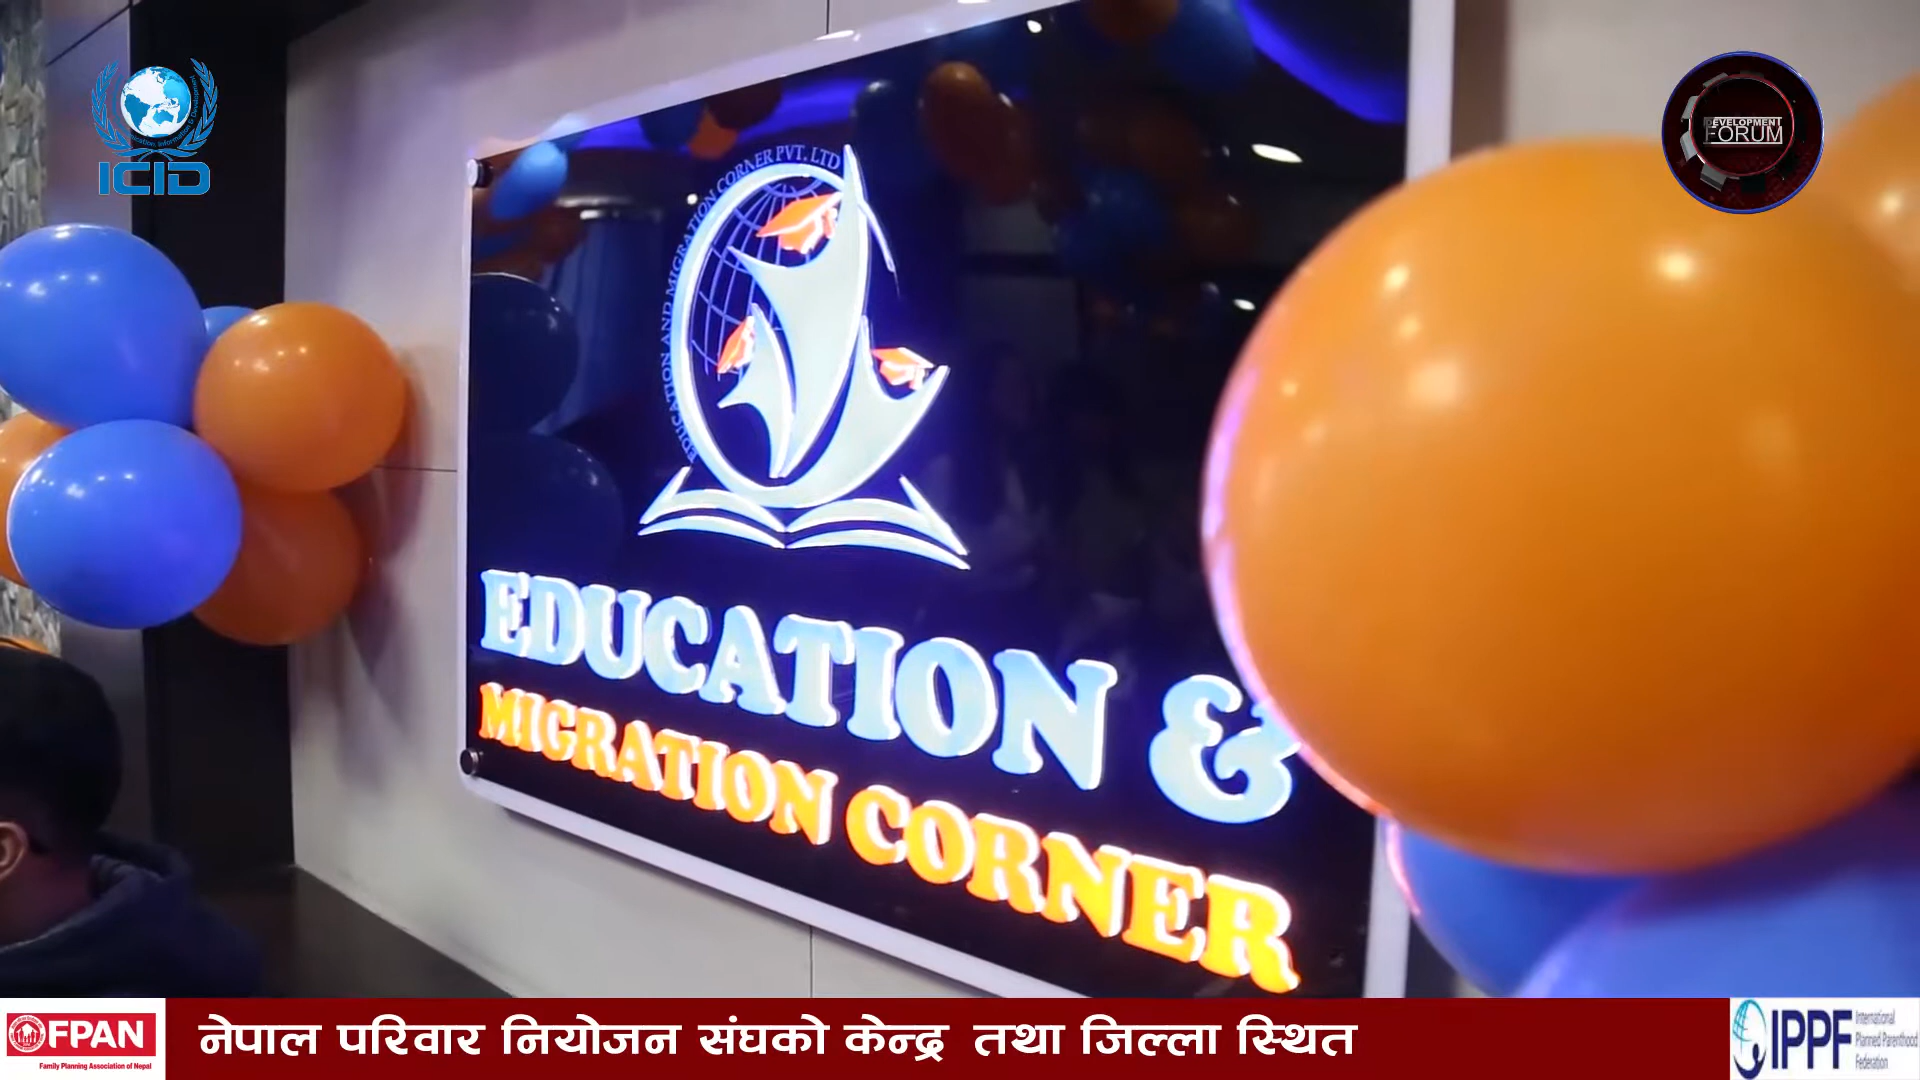 ICID
DEVELOPMENT
FORUM
EDUCATION AND MIGRATION CORNER PVT. LTD
EDUCATION &
MIGRATION CORNER
FPAN
Family Planning Association of Nepal
नेपाल परिवार नियोजन संघको केन्द्र तथा जिल्ला स्थित
IPPF
International
Planned Parenthood
Federation